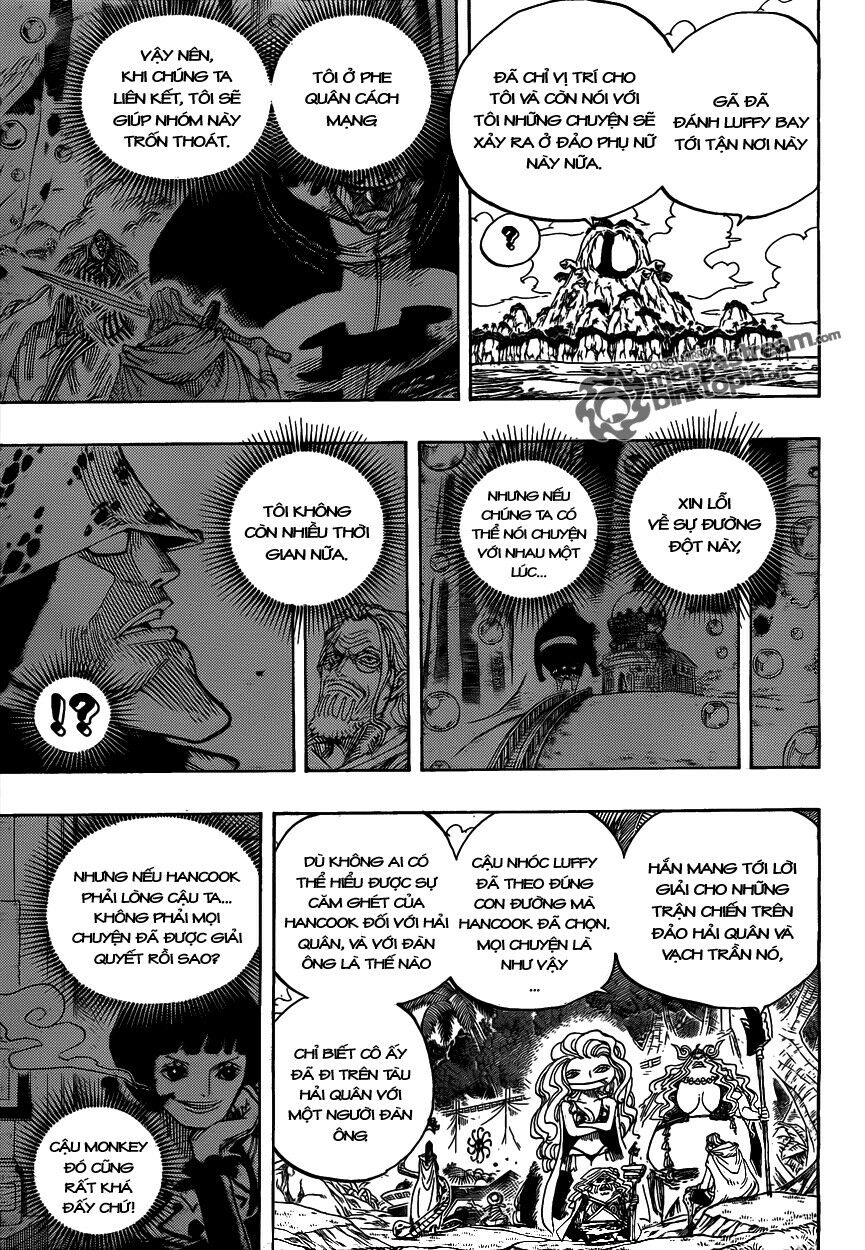 GÃ ĐÃ
ĐÁNH LUFFY BAY
TỚI TẬN NƠI NÀY
ĐÃ CHỈ VỊ TRÍ CHO
TÔI VÀ CÒN NÓI VỚI
TÔI NHỮNG CHUYỆN SẼ
XẢY RA Ở ĐẢO PHỤ NỮ
NÀY NỮA.
?
mangastream.com
binktopia
TÔI Ở PHE
QUÂN CÁCH
MẠNG
VẬY NÊN,
KHI CHÚNG TA
LIÊN KẾT, TÔI SẼ
GIÚP NHÓM NÀY
TRỐN THOÁT.
XIN LỖI
VỀ SỰ ĐƯỜNG
ĐỘT NÀY,
NHƯNG NẾU
CHÚNG TA CÓ
THỂ NÓI CHUYỆN
VỚI NHAU MỘT
LÚC...
TÔI KHÔNG
CÒN NHIỀU THỜI
GIAN NỮA.
!?
HẮN MANG TỚI LỜI
GIẢI CHO NHỮNG
TRẬN CHIẾN TRÊN
ĐẢO HẢI QUÂN VÀ
VẠCH TRẦN NÓ,
CẬU NHÓC LUFFY
ĐÃ THEO ĐÚNG
CON ĐƯỜNG MÀ
HANCOOK ĐÃ CHỌN.
MỌI CHUYỆN LÀ
NHƯ VẬY
...
DÙ KHÔNG AI CÓ
THỂ HIỂU ĐƯỢC SỰ
CĂM GHÉT CỦA
HANCOOK ĐỐI VỚI HẢI
QUÂN, VÀ VỚI ĐÀN
ÔNG LÀ THẾ NÀO
CHỈ BIẾT CÔ ẤY
ĐÃ ĐI TRÊN TÀU
HẢI QUÂN VỚI
MỘT NGƯỜI ĐÀN
ÔNG.
NHƯNG NẾU HANCOOK
PHẢI LÒNG CẬU TA...
KHÔNG PHẢI MỌI
CHUYỆN ĐÃ ĐƯỢC GIẢI
QUYẾT RỒI SAO?
CẬU MONKEY
ĐÓ CŨNG
RẤT KHÁ
ĐẤY CHỨ!